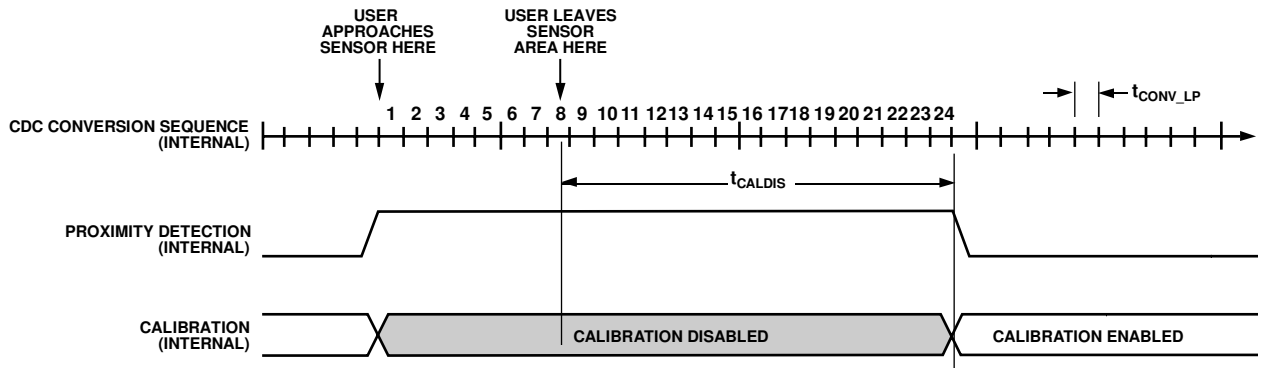 USER
APPROACHES
SENSOR HERE
USER LEAVES
SENSOR
AREA HERE
CDC CONVERSION SEQUENCE
(INTERNAL)
1 2 3 4 5 6 7 8 9 10 11 12 13 14 15 16 17 18 19 20 21 22 23 24
tCONV_LP
tCALDIS
PROXIMITY DETECTION
(INTERNAL)
CALIBRATION
(INTERNAL)
CALIBRATION DISABLED
CALIBRATION ENABLED